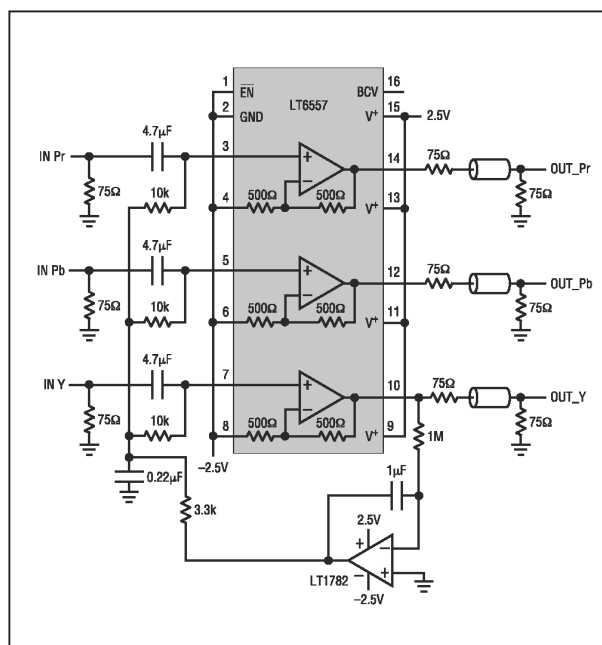 1
EN
2
GND
LT6557
16
BCV
15
V+
2.5V
IN Pr
4.7µF
3
14
75Ω
OUT_Pr
75Ω
10k
4
500Ω
500Ω
13
V+
75Ω
IN Pb
4.7µF
5
12
75Ω
OUT_Pb
75Ω
10k
6
500Ω
500Ω
11
V+
75Ω
IN Y
4.7µF
7
10
75Ω
OUT_Y
75Ω
10k
8
500Ω
500Ω
9
V+
1M
75Ω
–2.5V
0.22µF
3.3k
1µF
2.5V
LT1782
–2.5V